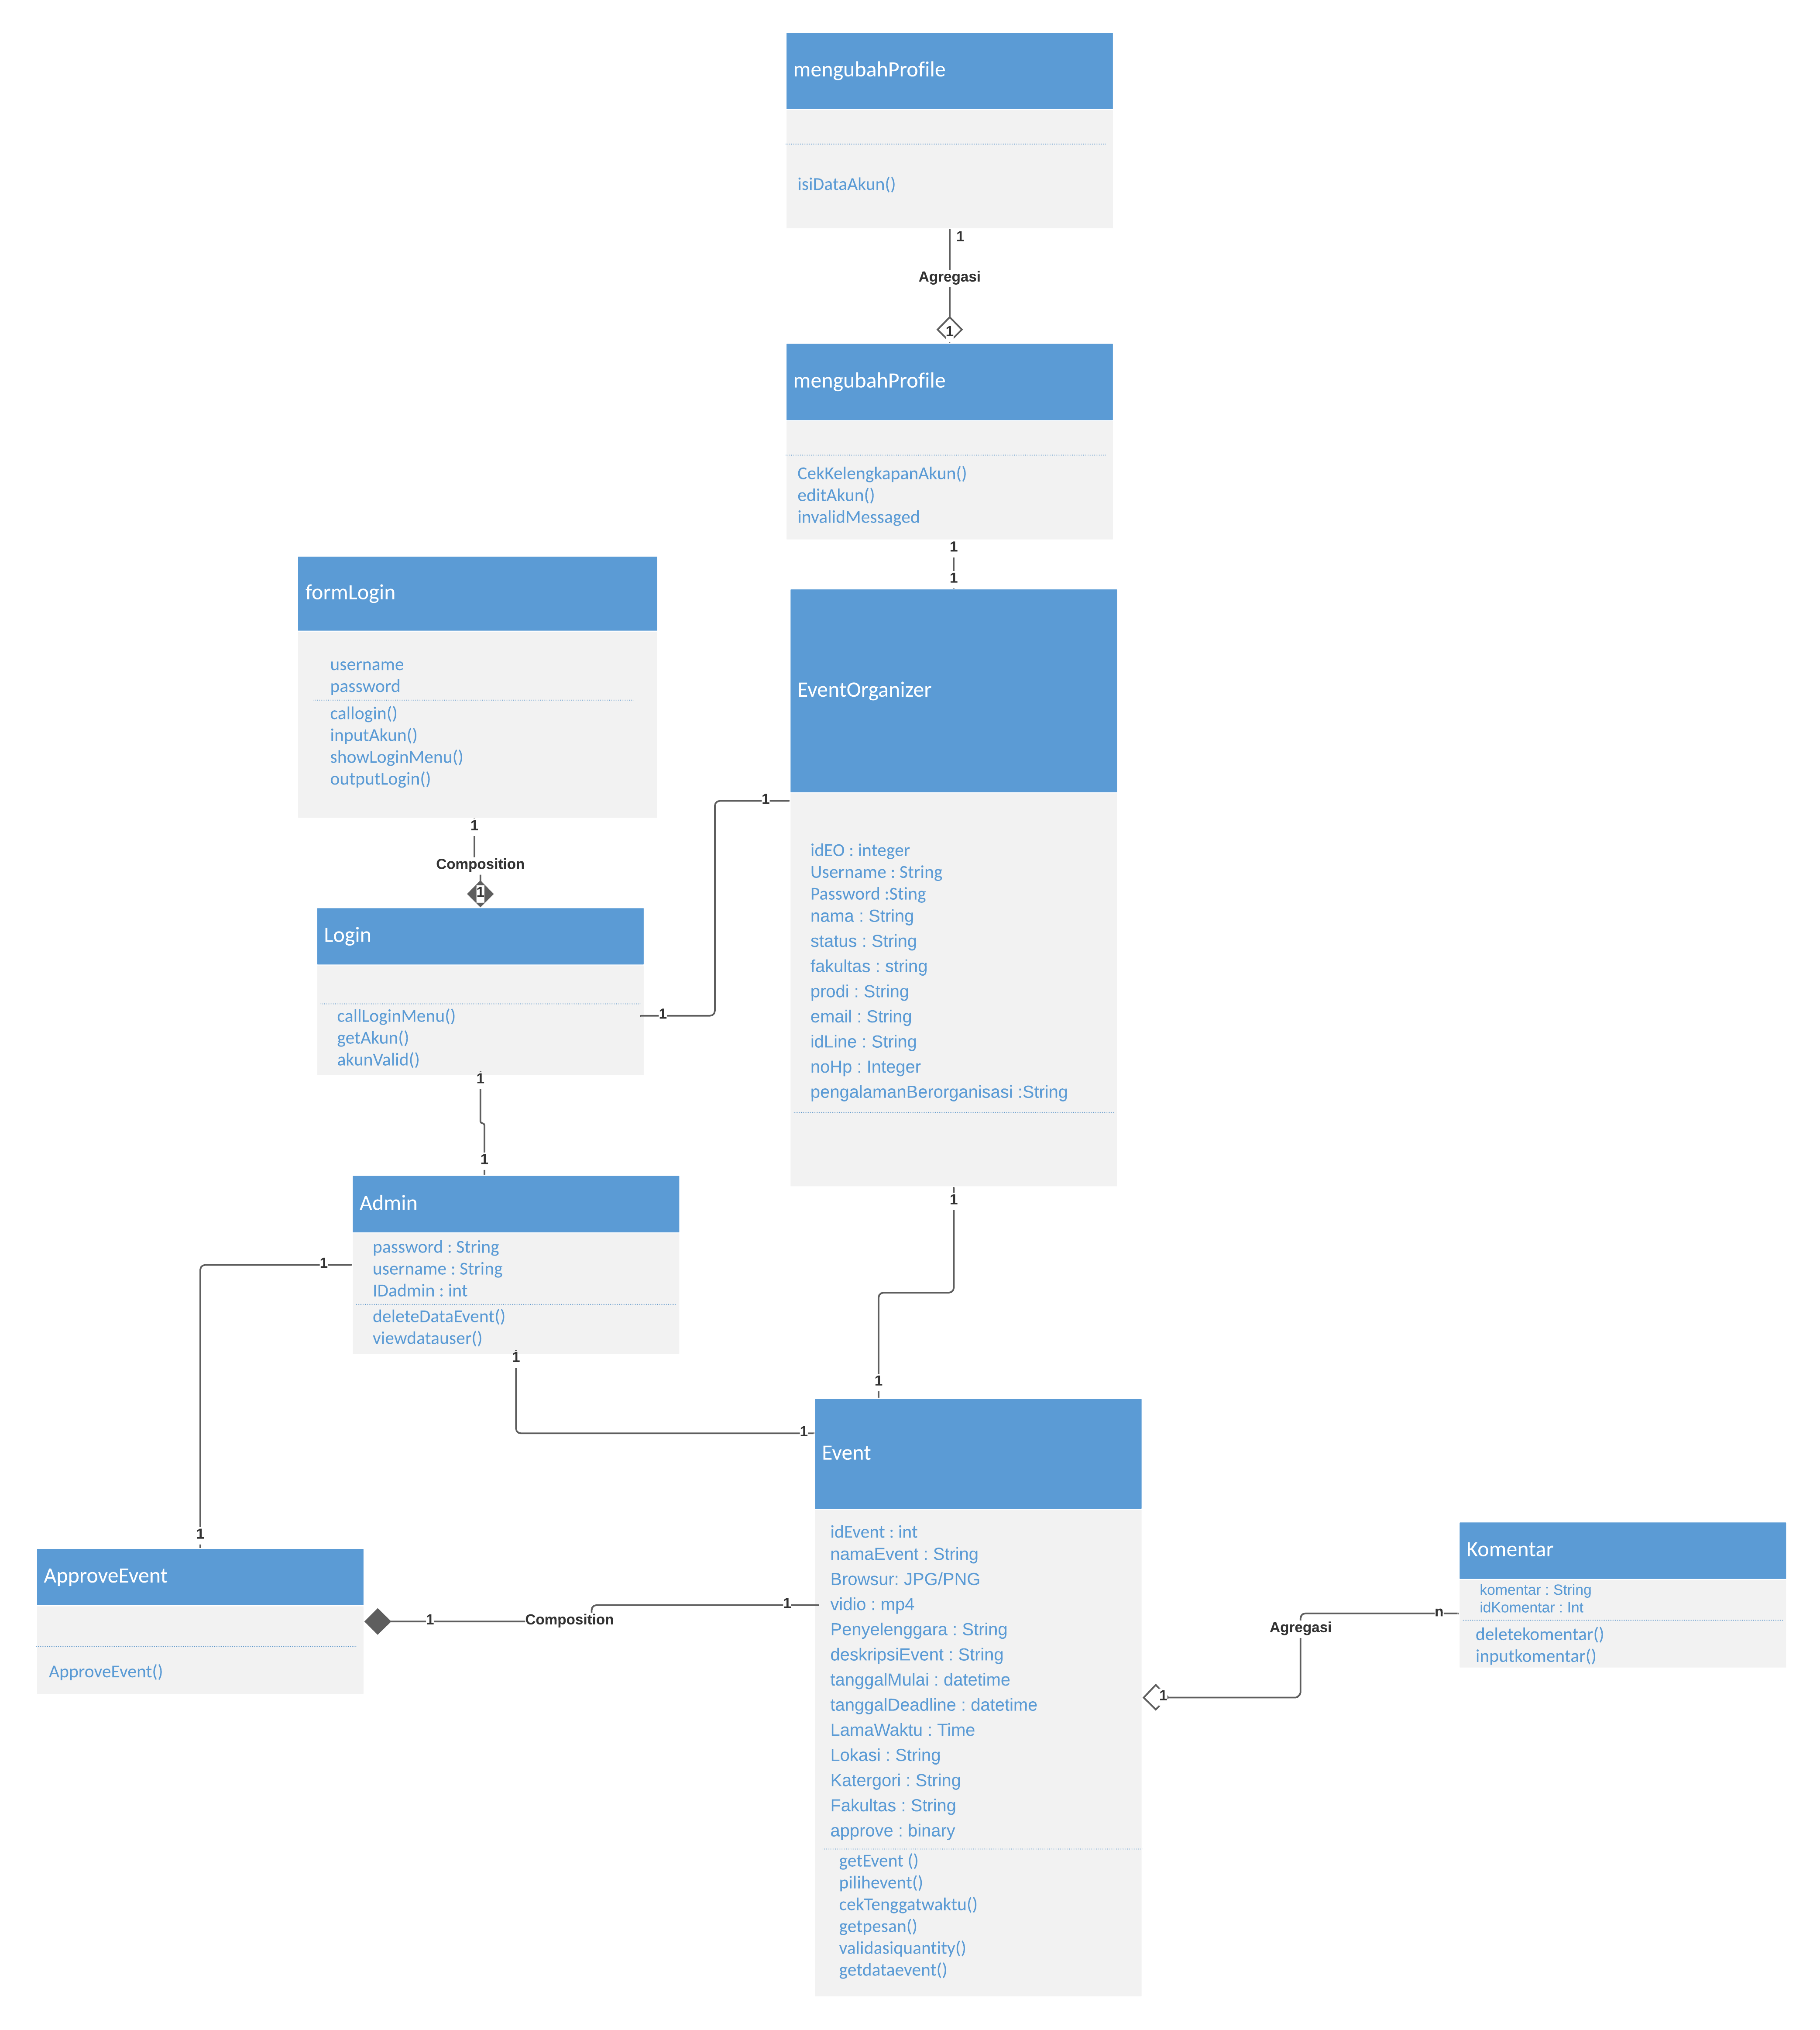 mengubahProfile
isiDataAkun()
1
Agregasi
1
mengubahProfile
CekKelengkapanAkun()
editAkun()
invalidMessaged
1
1
formLogin
username
password
callogin()
inputAkun()
showLoginMenu()
outputLogin()
1
Composition
1
Login
callLoginMenu()
getAkun()
akunValid()
1
1
1
1
EventOrganizer
idEO : integer
Username : String
Password :Sting
nama : String
status : String
fakultas : string
prodi : String
email : String
idLine : String
noHp : Integer
pengalamanBerorganisasi :String
1
1
Admin
password : String
username : String
IDadmin : int
deleteDataEvent()
viewdatauser()
1
1
1
1
ApproveEvent
ApproveEvent()
1
Composition
1
Event
idEvent : int
namaEvent : String
Browsur: JPG/PNG
vidio : mp4
Penyelenggara : String
deskripsiEvent : String
tanggalMulai : datetime
tanggalDeadline : datetime
LamaWaktu : Time
Lokasi : String
Katergori : String
Fakultas : String
approve : binary
getEvent ()
pilihevent()
cekTenggatwaktu()
getpesan()
validasiquantity()
getdataevent()
1
Agregasi
n
Komentar
komentar : String
idKomentar : Int
deletekomentar()
inputkomentar()